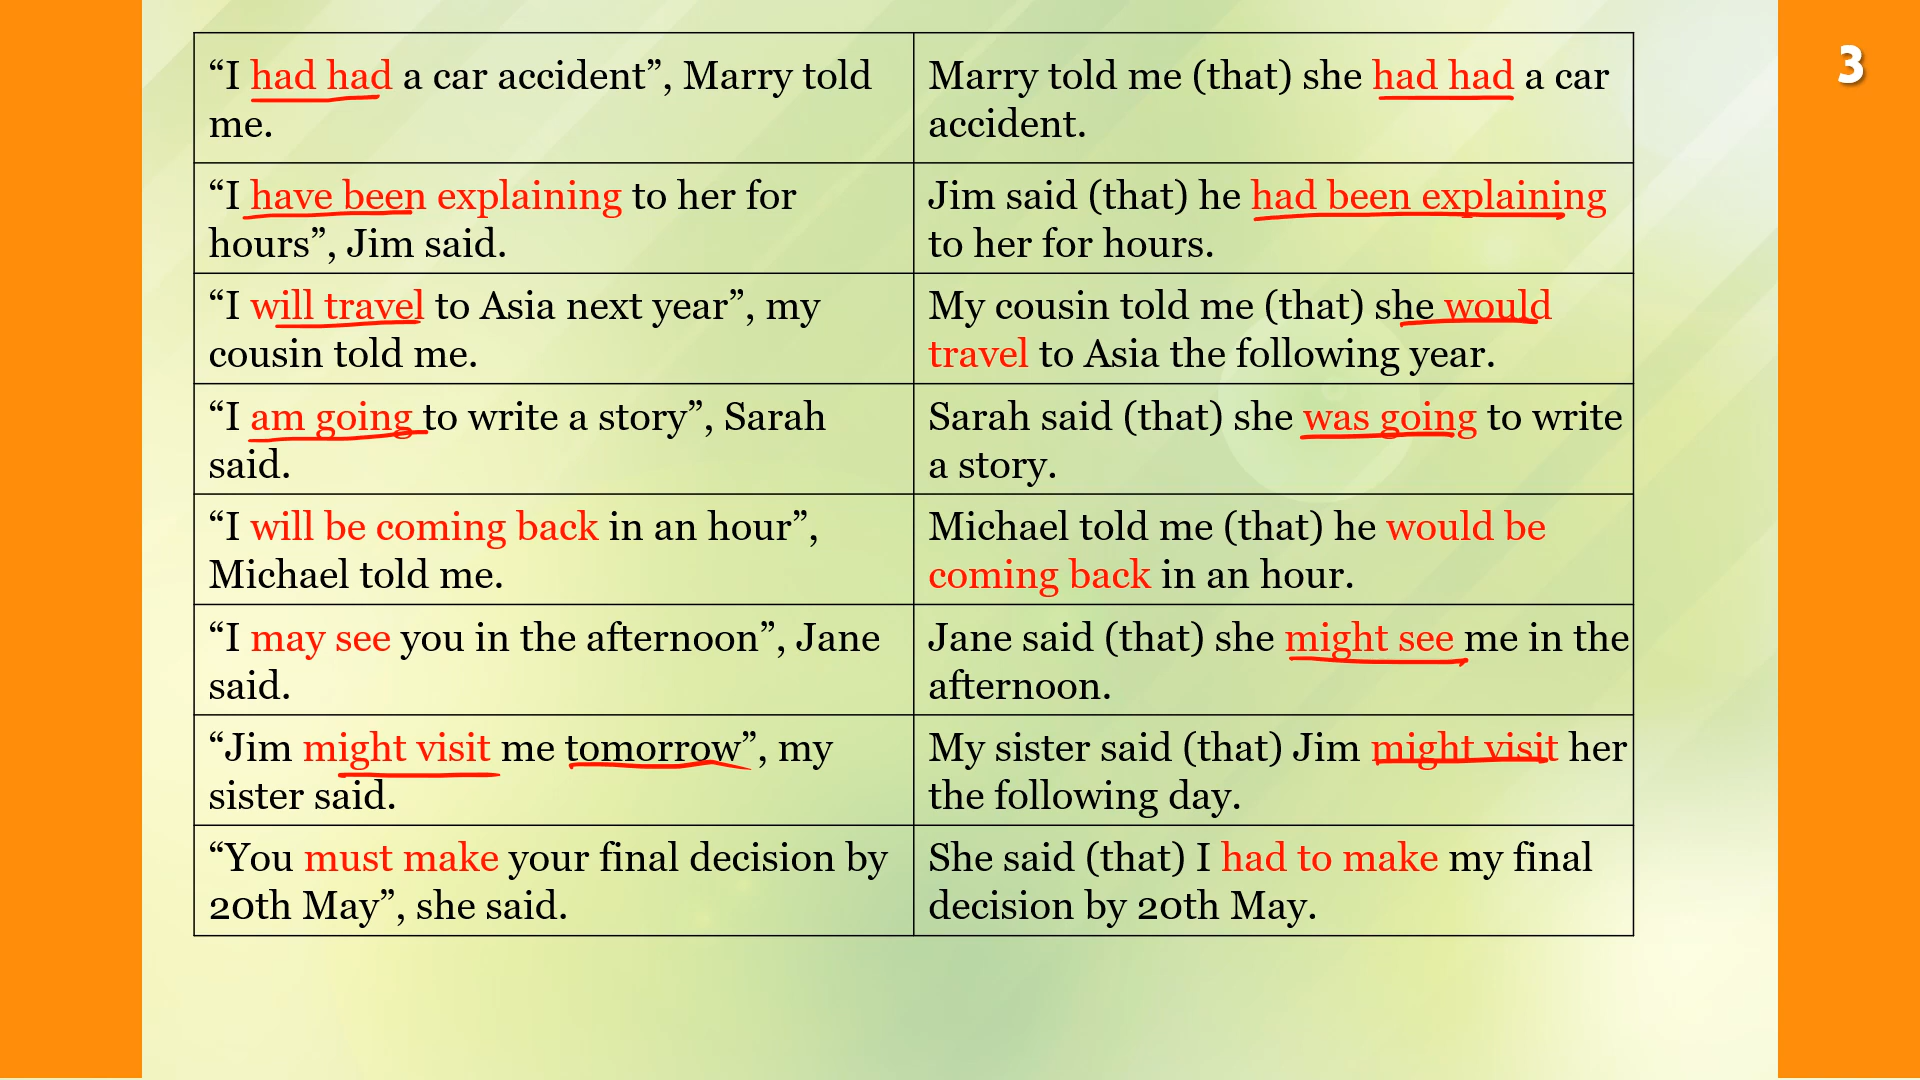 3
“I had had a car accident”, Marry told
me.
Marry told me (that) she had had a car
accident.
“I have been explaining to her for
hours”, Jim said.
Jim said (that) he had been explaining
to her for hours.
“I will travel to Asia next year”, my
cousin told me.
My cousin told me (that) she would
travel to Asia the following year.
“I am going to write a story”, Sarah
said.
Sarah said (that) she was going to write
a story.
“I will be coming back in an hour”,
Michael told me.
Michael told me (that) he would be
coming back in an hour.
“I may see you in the afternoon”, Jane
said.
Jane said (that) she might see me in the
afternoon.
“Jim might visit me tomorrow”, my
sister said.
My sister said (that) Jim might visit her
the following day.
“You must make your final decision by
20th May”, she said.
She said (that) I had to make my final
decision by 20th May.